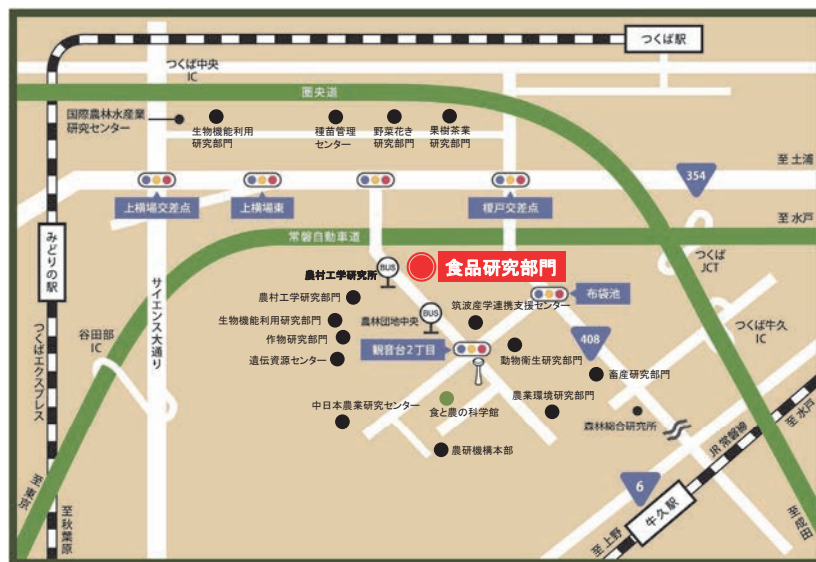 つくば駅
つくば中央
IC
圏央道
国際農林水産業
研究センター
生物機能利用
研究部門
種苗管理
センター
野菜花き
研究部門
果樹茶業
研究部門
至 土浦
354
上横場交差点
上横場東
榎戸交差点
至 水戸
常磐自動車道
みどりの駅
つくば
JCT
BUS
食品研究部門
農村工学研究所
サイエンス大通り
農村工学研究部門
布袋池
筑波産学連携支援センター
BUS
生物機能利用研究部門
農林団地中央
つくば牛久
IC
谷田部
IC
作物研究部門
408
観音台2丁目
動物衛生研究部門
遺伝資源センター
つくばエクスプレス
畜産研究部門
農業環境研究部門
中日本農業研究センター
食と農の科学館
森林総合研究所
至 水戸
JR 常磐線
農研機構本部
至 東京
6
牛久駅
至 秋葉原
至 上野
至 成田